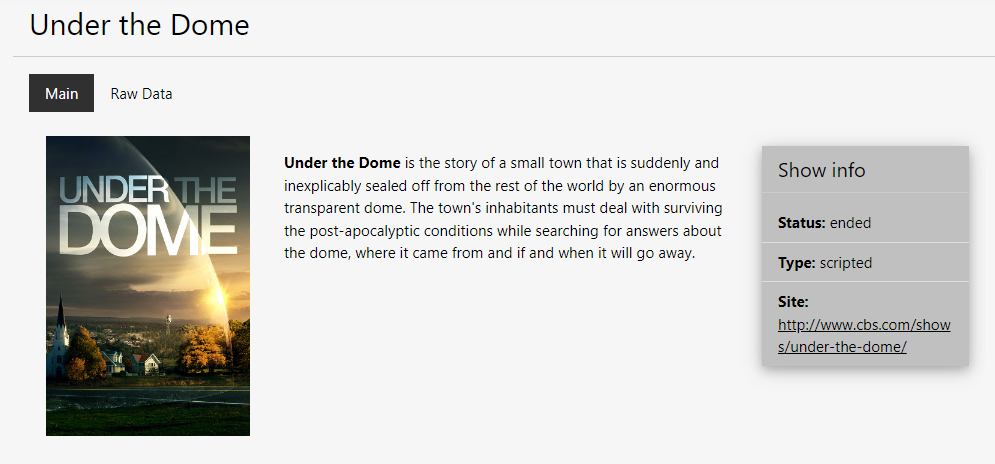 Under the Dome
Main
Raw Data
UNDER THE
DOME
Under the Dome is the story of a small town that is suddenly and
inexplicably sealed off from the rest of the world by an enormous
transparent dome. The town's inhabitants must deal with surviving
the post-apocalyptic conditions while searching for answers about
the dome, where it came from and if and when it will go away.
Show info
Status: ended
Type: scripted
Site:
http://www.cbs.com/show
s/under-the-dome/